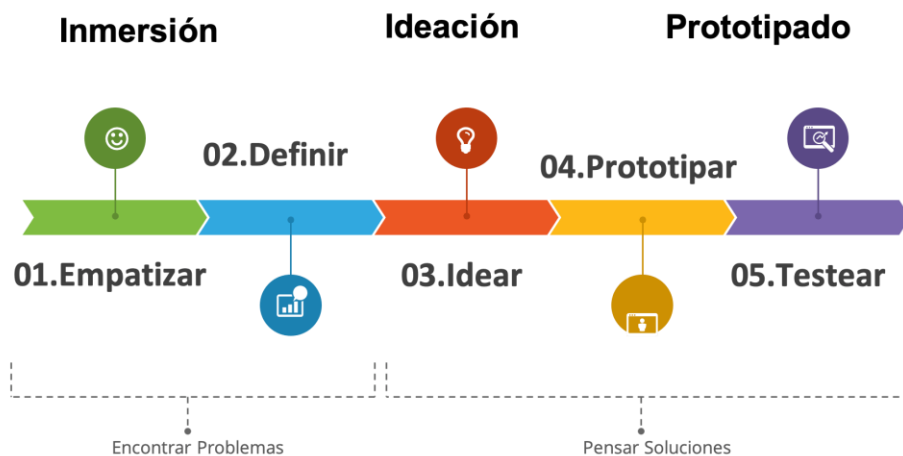 Inmersión
Ideación
Prototipado
02.Definir
04.Prototipar
01.Empatizar
03.Idear
05.Testear
Encontrar Problemas
Pensar Soluciones